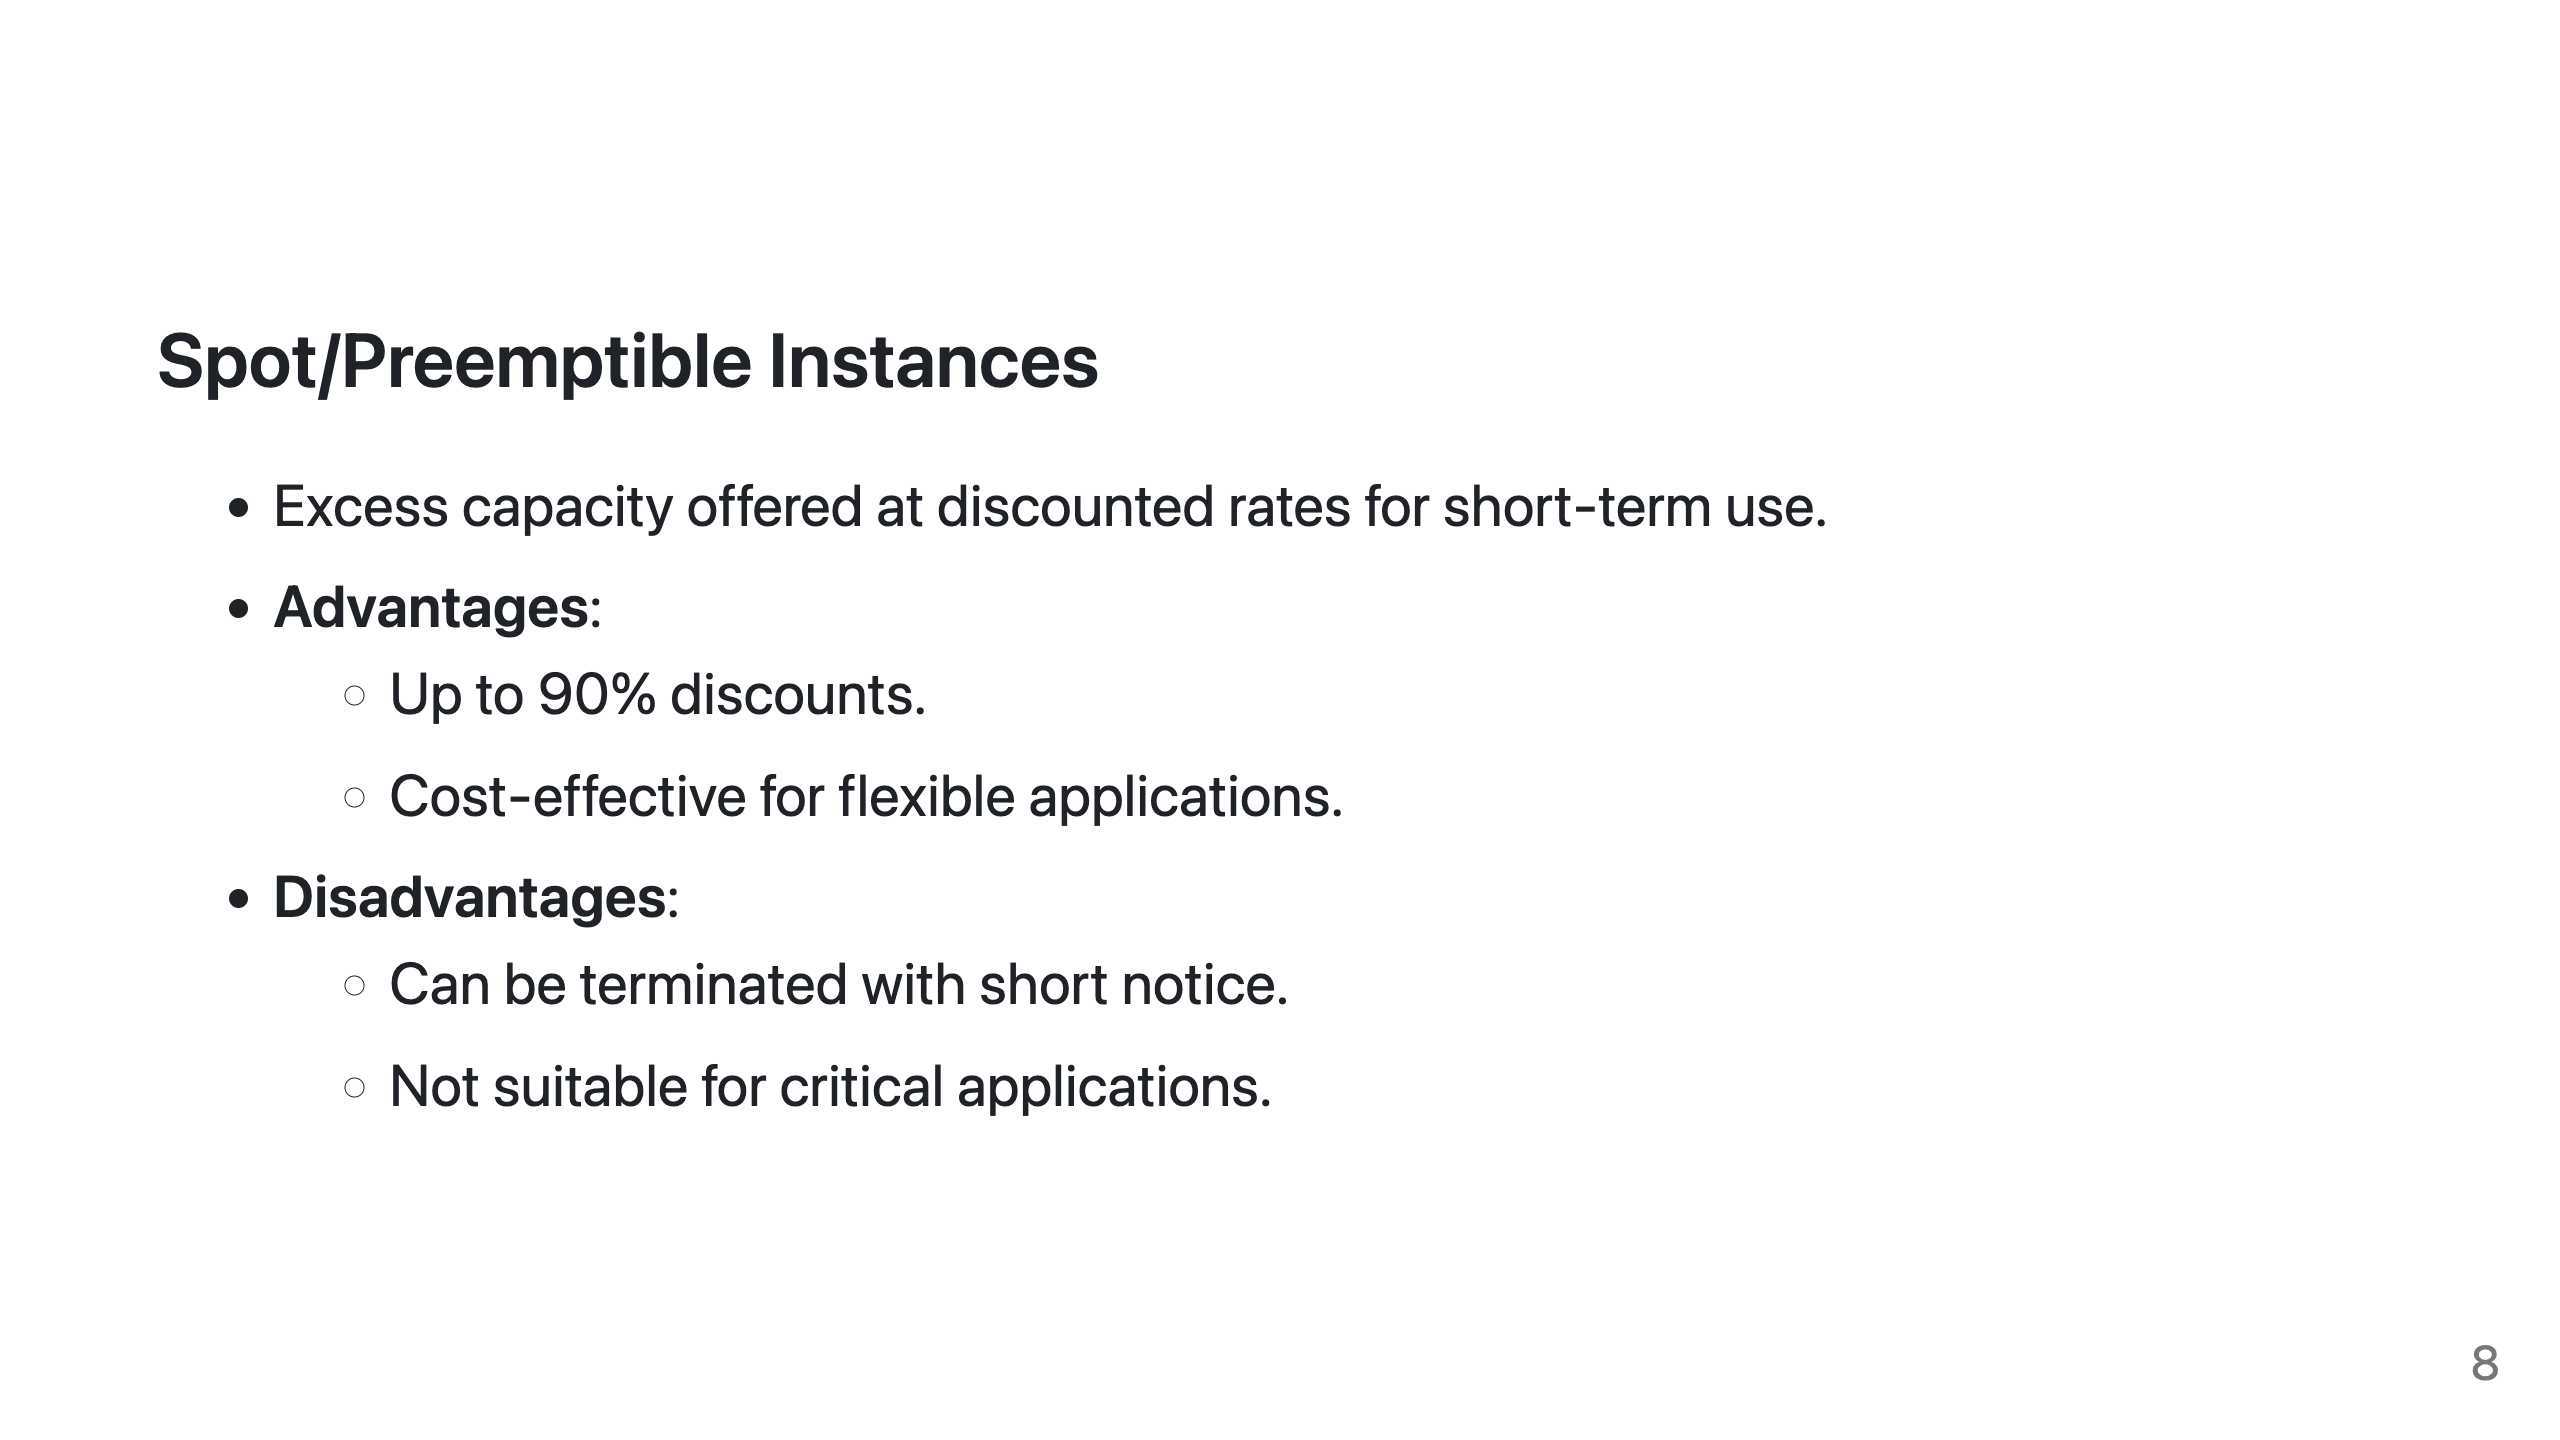 Spot/Preemptible Instances
• Excess capacity offered at discounted rates for short-term use.
• Advantages:
○ Up to 90% discounts.
○ Cost-effective for flexible applications.
• Disadvantages:
○ Can be terminated with short notice.
○ Not suitable for critical applications.
8